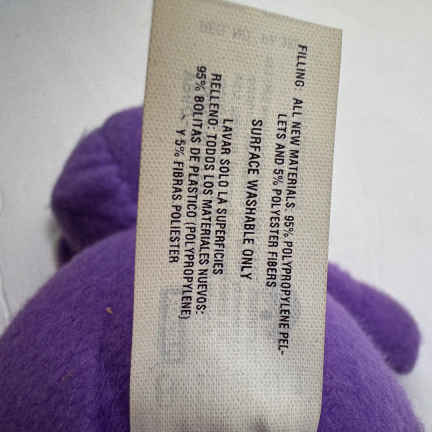 FILLING: ALL NEW MATERIALS 95% POLYPROPYLENE PEL-
LETS AND 5% POLYESTER FIBERS
SURFACE WASHABLE ONLY
LAVAR SOLO LA SUPERFICIES
RELLENO: TODOS LOS MATERIALES NUEVOS:
95% BOLITAS DE PLASTICO (POLYPROPYLENE)
Y 5% FIBRAS POLIESTER